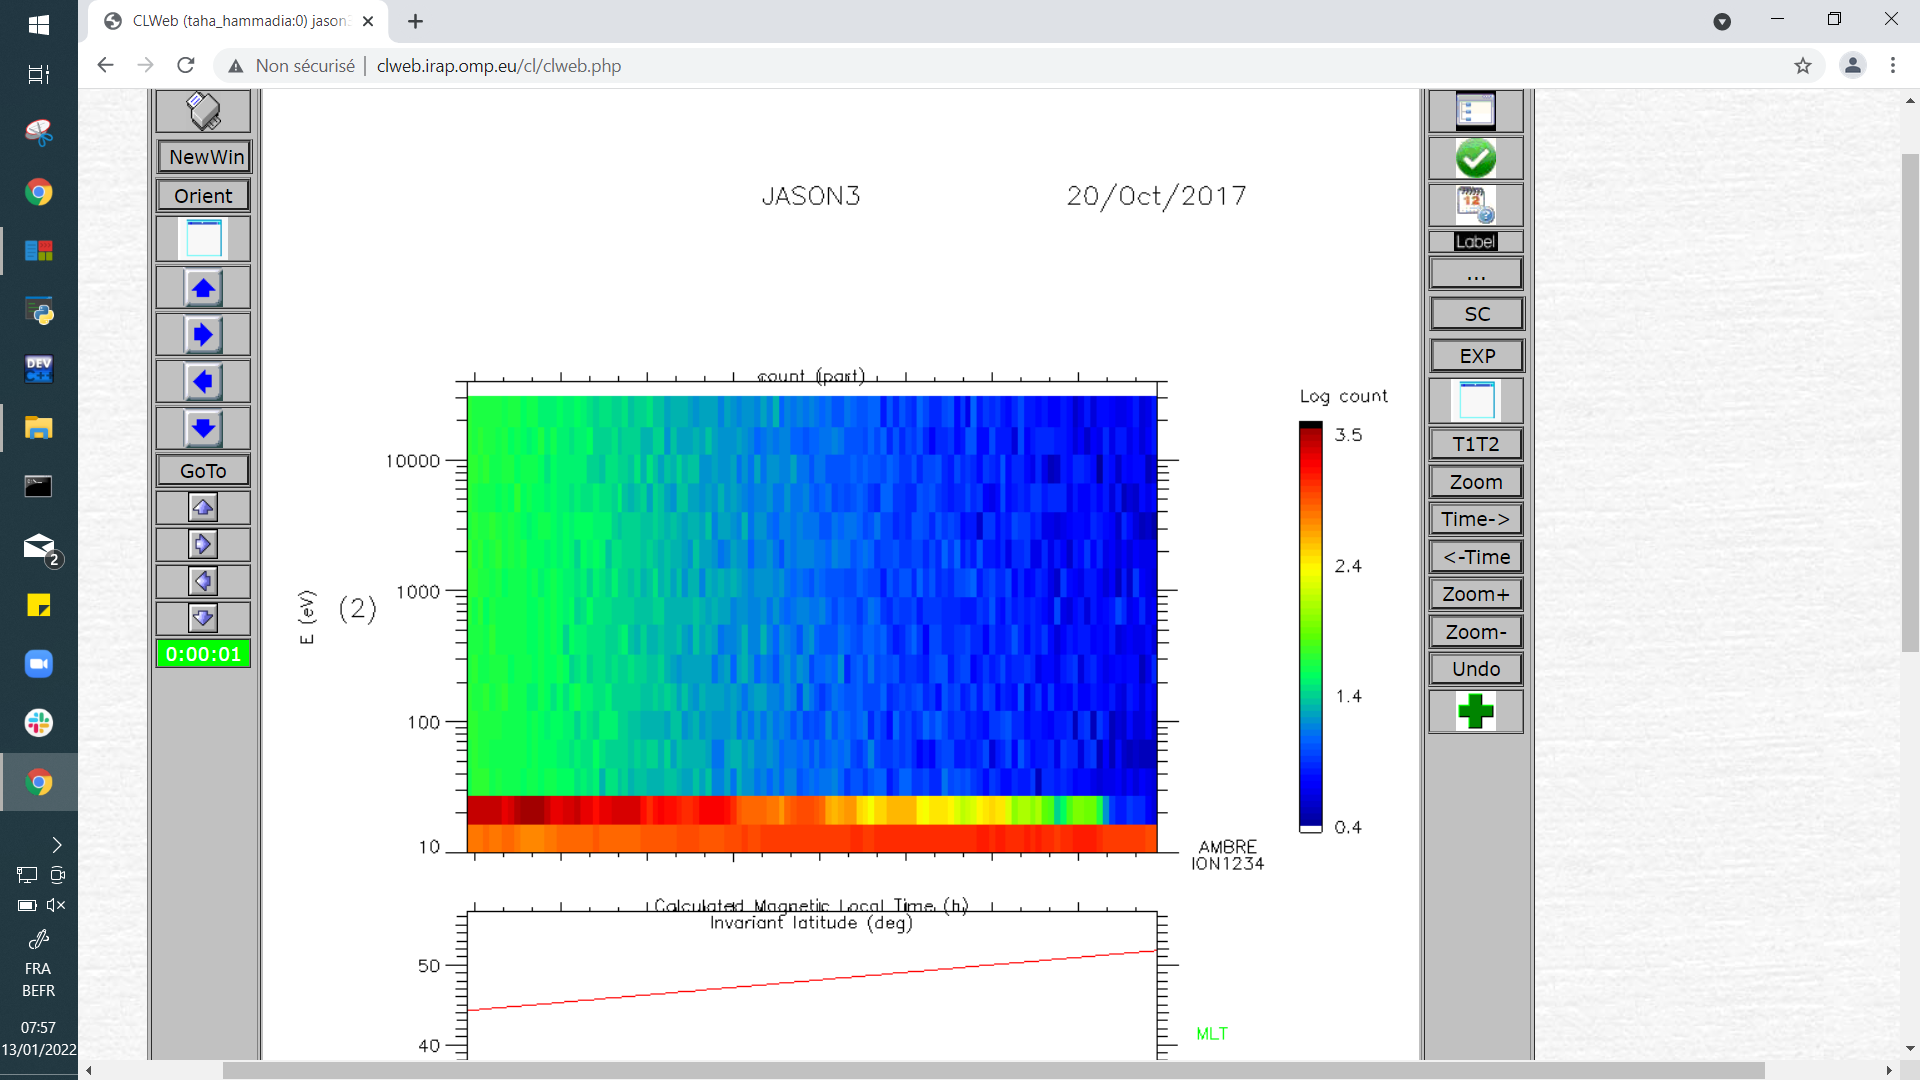 CLWeb (taha_hammadia:0) jason3
Non sécurisé
clweb.irap.omp.eu/cl/clweb.php
NewWin
Orient
GoTo
0:00:01
JASON3
20/Oct/2017
count (part)
Log count
3.5
2.4
1.4
0.4
10000
1000
100
10
E (eV)
(2)
AMBRE
ION1234
Calculated Magnetic Local Time (h)
Invariant latitude (deg)
50
40
MLT
12
Label
...
SC
EXP
T1T2
Zoom
Time->
<-Time
Zoom+
Zoom-
Undo
DEV
C++
2
FRA
BEFR
07:57
13/01/2022